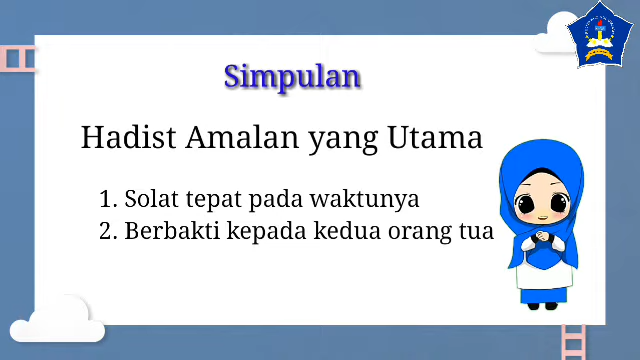 Simpulan
Hadist Amalan yang Utama
1. Solat tepat pada waktunya
2. Berbakti kepada kedua orang tua